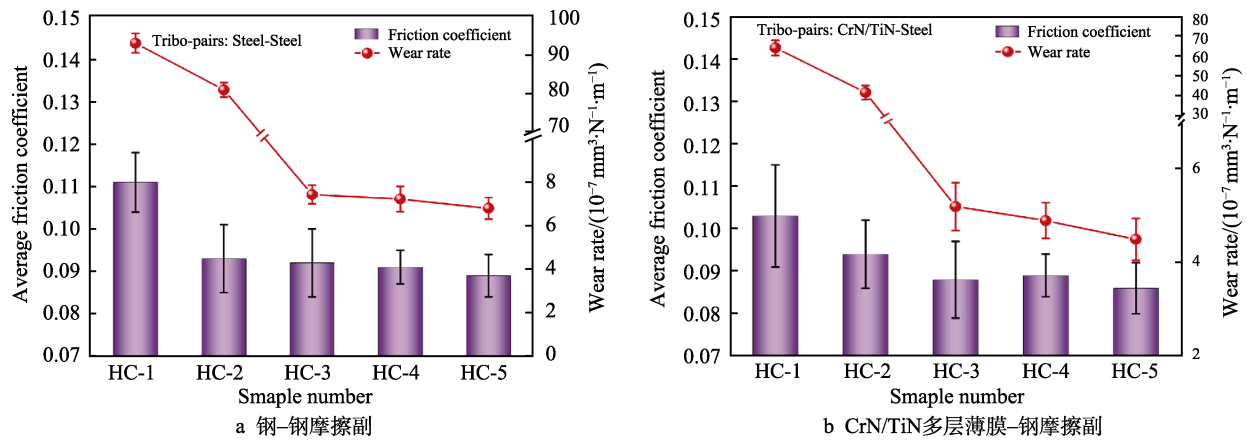 Tribo-pairs: Steel-Steel
Friction coefficient
Wear rate
Average friction coefficient
0.15
0.14
0.13
0.12
0.11
0.10
0.09
0.08
0.07
100
90
80
70
8
6
4
2
0
Wear rate/(10⁻⁷ mm³·N⁻¹·m⁻¹)
HC-1 HC-2 HC-3 HC-4 HC-5
Smaple number
a 钢–钢摩擦副
Tribo-pairs: CrN/TiN-Steel
Friction coefficient
Wear rate
Average friction coefficient
0.15
0.14
0.13
0.12
0.11
0.10
0.09
0.08
0.07
80
70
60
50
40
30
6
4
2
Wear rate/(10⁻⁷ mm³·N⁻¹·m⁻¹)
HC-1 HC-2 HC-3 HC-4 HC-5
Smaple number
b CrN/TiN多层薄膜–钢摩擦副